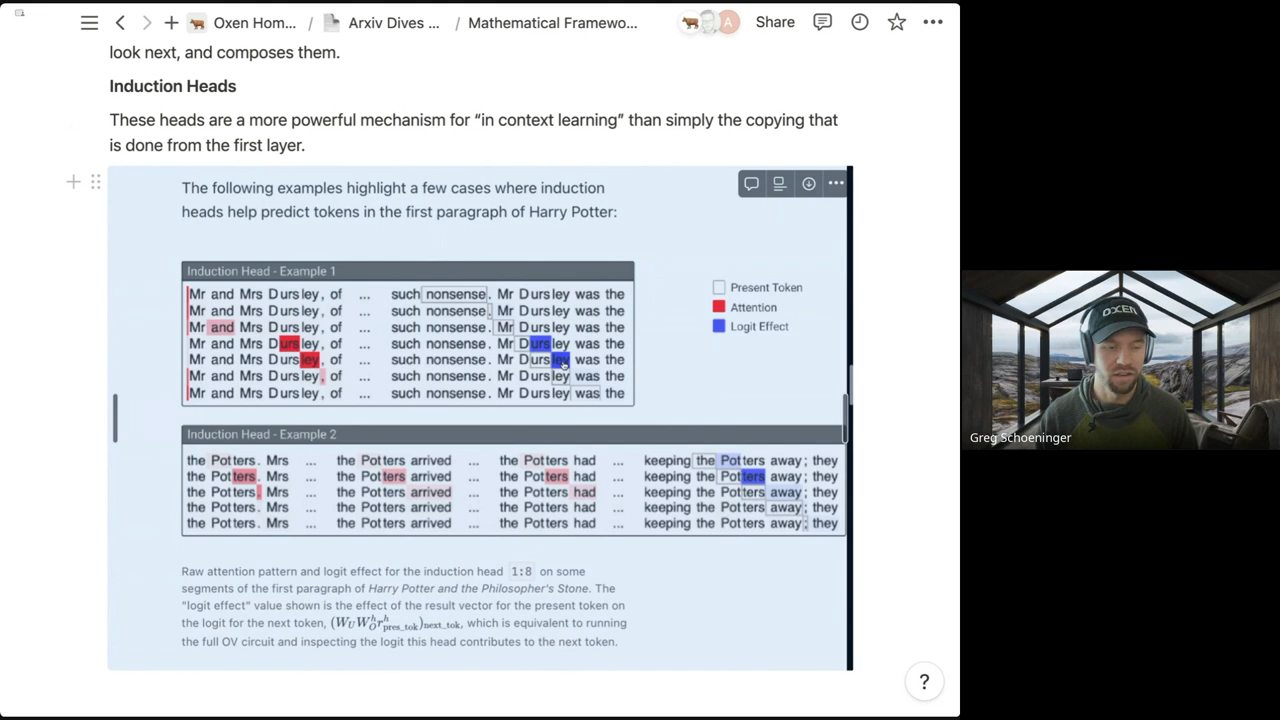 Oxen Hom... / Arxiv Dives ... / Mathematical Framewo... A Share
look next, and composes them.
Induction Heads
These heads are a more powerful mechanism for “in context learning” than simply the copying that
is done from the first layer.
The following examples highlight a few cases where induction
heads help predict tokens in the first paragraph of Harry Potter:
Induction Head - Example 1
Mr and Mrs Dursley, of ... such nonsense. Mr Dursley was the
Mr and Mrs Dursley, of ... such nonsense. Mr Dursley was the
Mr and Mrs Dursley, of ... such nonsense. Mr Dursley was the
Mr and Mrs Dursley, of ... such nonsense. Mr Dursley was the
Mr and Mrs Dursley, of ... such nonsense. Mr Dursley was the
Mr and Mrs Dursley, of ... such nonsense. Mr Dursley was the
Mr and Mrs Dursley, of ... such nonsense. Mr Dursley was the
Present Token
Attention
Logit Effect
Induction Head - Example 2
the Potters. Mrs ... the Potters arrived ... the Potters had ... keeping the Potters away; they
the Potters. Mrs ... the Potters arrived ... the Potters had ... keeping the Potters away; they
the Potters. Mrs ... the Potters arrived ... the Potters had ... keeping the Potters away; they
the Potters. Mrs ... the Potters arrived ... the Potters had ... keeping the Potters away; they
the Potters. Mrs ... the Potters arrived ... the Potters had ... keeping the Potters away; they
Raw attention pattern and logit effect for the induction head 1:8 on some
segments of the first paragraph of Harry Potter and the Philosopher's Stone. The
"logit effect" value shown is the effect of the result vector for the present token on
the logit for the next token, (W_U W_O^h r^h_pres_tok)_next_tok, which is equivalent to running
the full OV circuit and inspecting the logit this head contributes to the next token.
?
OXEN
Greg Schoeninger